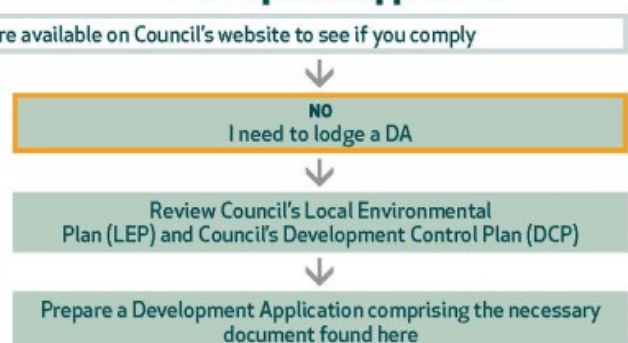 re available on Council's website to see if you comply
NO
I need to lodge a DA
Review Council's Local Environmental
Plan (LEP) and Council's Development Control Plan (DCP)
Prepare a Development Application comprising the necessary
document found here